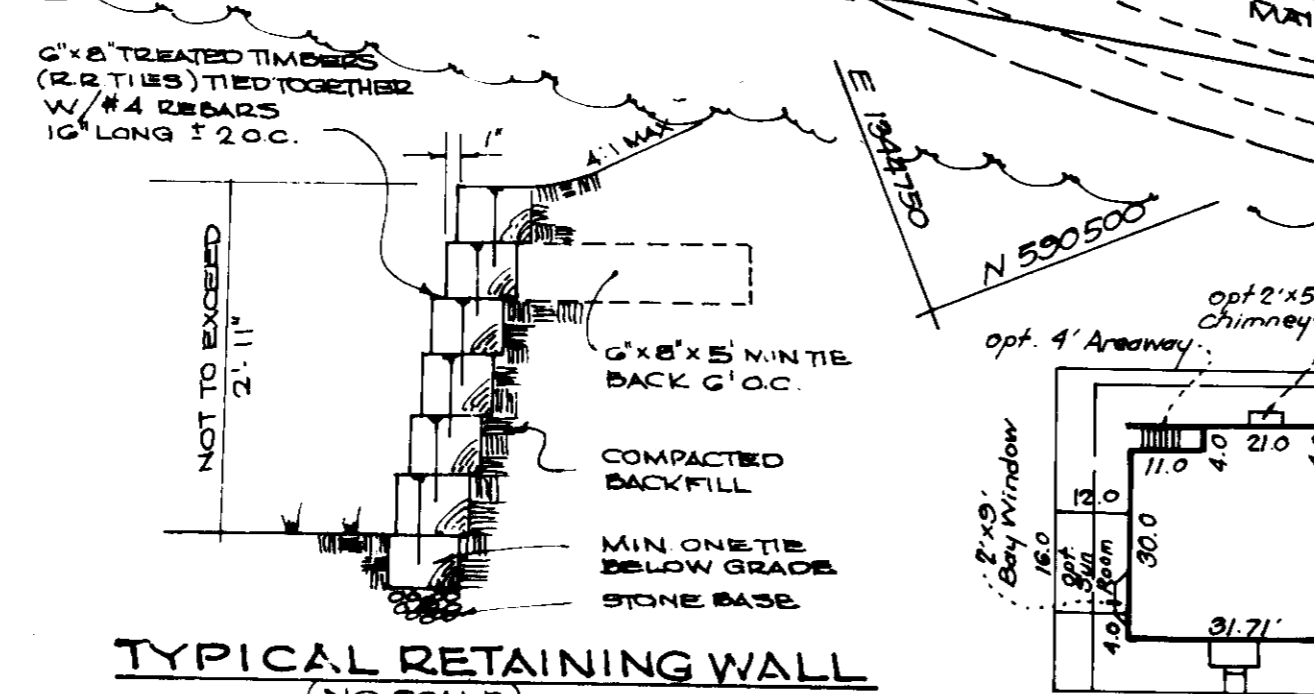 6"x8" TREATED TIMBERS
(R.R. TILES) TIED TOGETHER
W/ #4 REBARS
16" LONG ± 2 O.C.
1"
4:1 MAX
NOT TO EXCEED
2'.11"
6"x8"x5' MIN TIE
BACK 6' O.C.
COMPACTED
BACKFILL
MIN. ONE TIE
BELOW GRADE
STONE BASE
TYPICAL RETAINING WALL
E 1344750
N 590500
opt. 4' Areaway
opt 2'x5
Chimney
11.0
4.0
21.0
2'x9'
Bay Window
12.0
16.0
opt
Sun
Room
30.0
4.0
31.71'